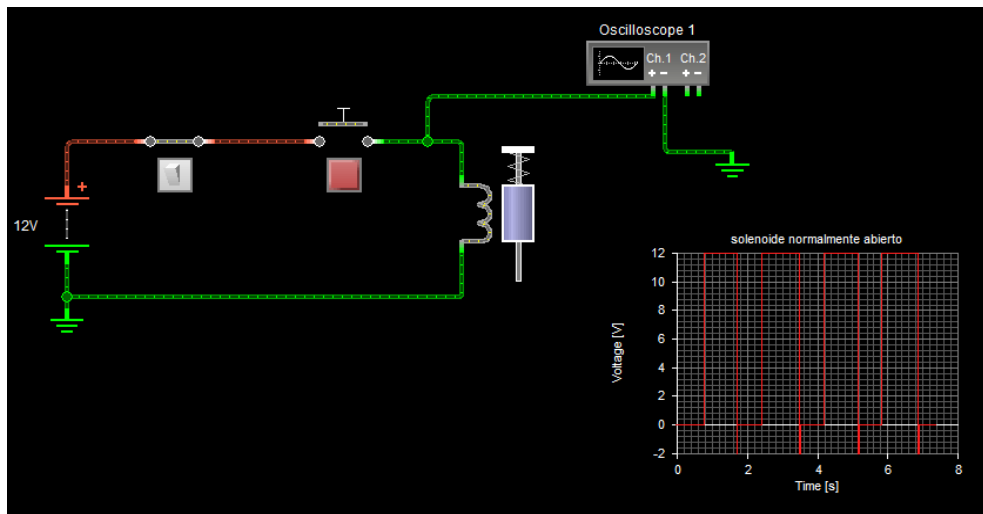 Oscilloscope 1
Ch.1 Ch.2
+ − + −
+
12V
solenoide normalmente abierto
12
10
8
6
4
2
0
-2
Voltage [V]
0 2 4 6 8
Time [s]